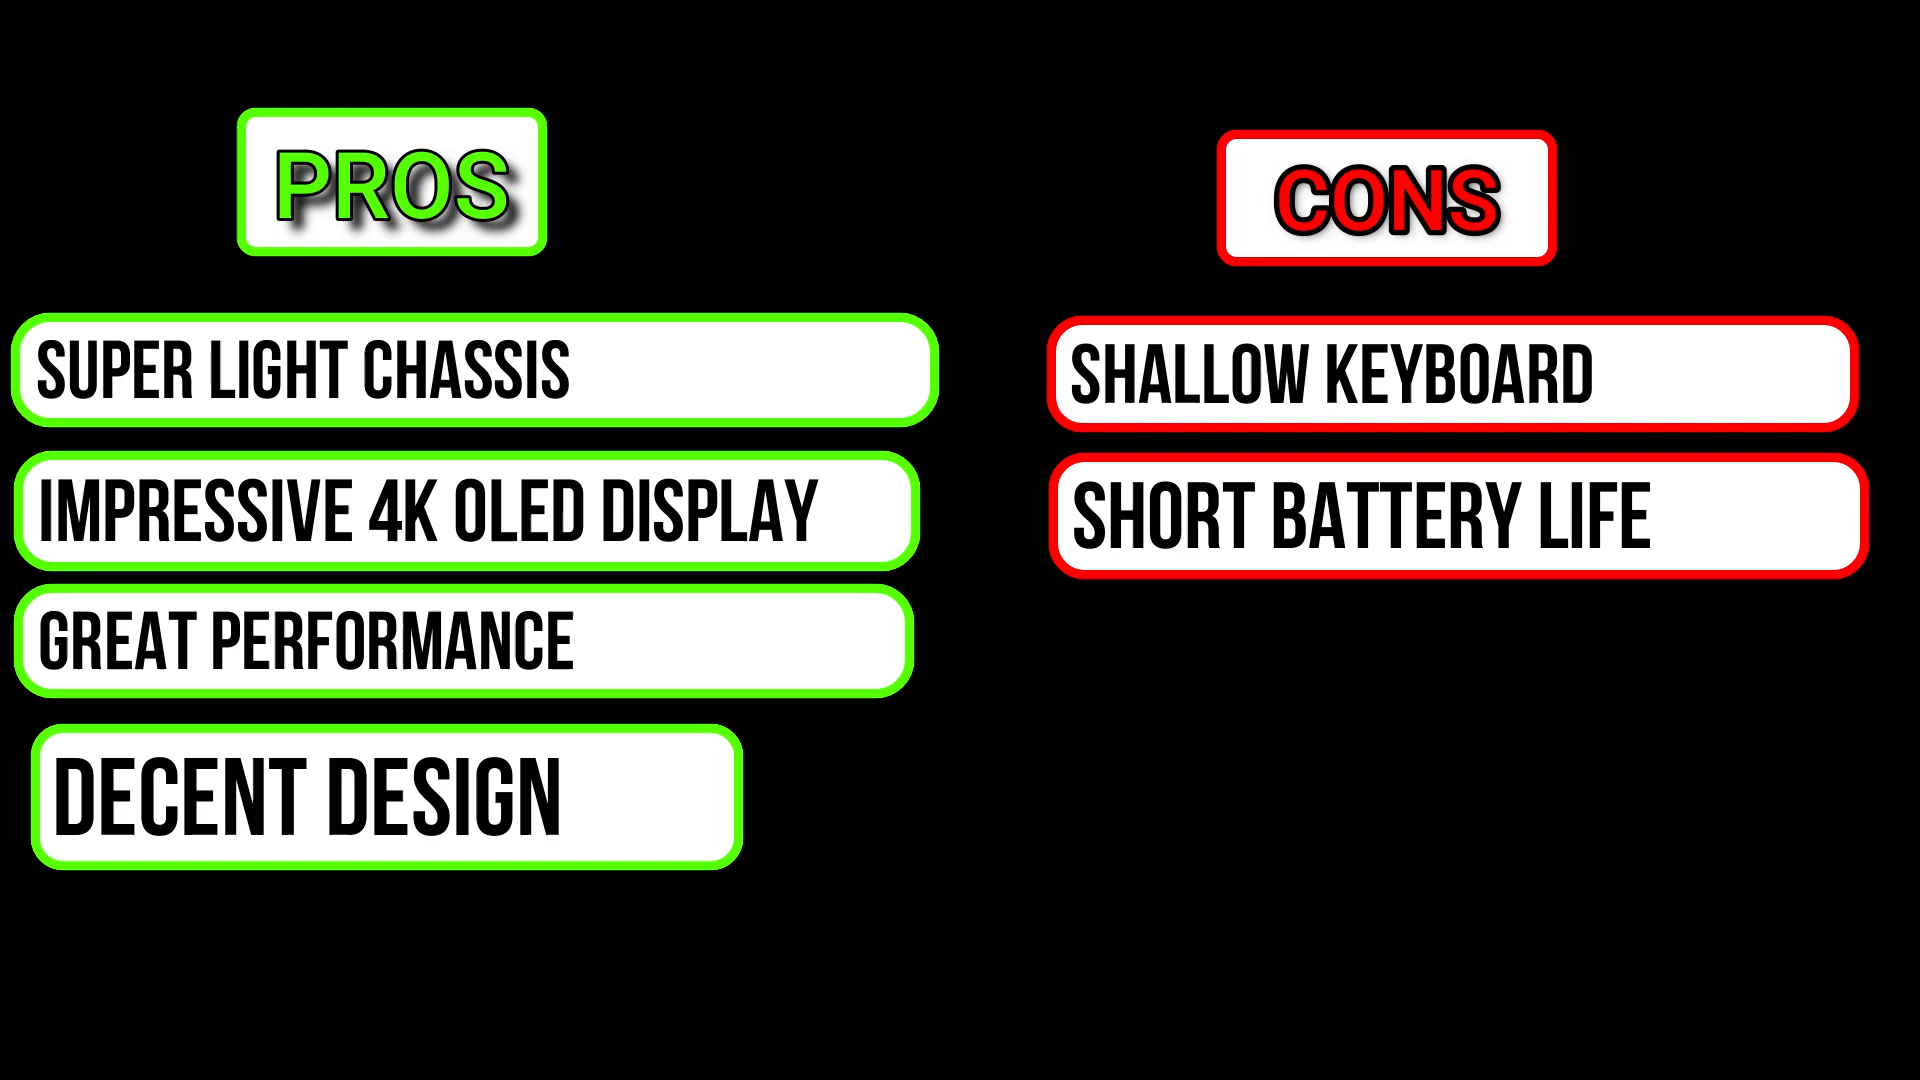 PROS
SUPER LIGHT CHASSIS
IMPRESSIVE 4K OLED DISPLAY
GREAT PERFORMANCE
DECENT DESIGN
CONS
SHALLOW KEYBOARD
SHORT BATTERY LIFE